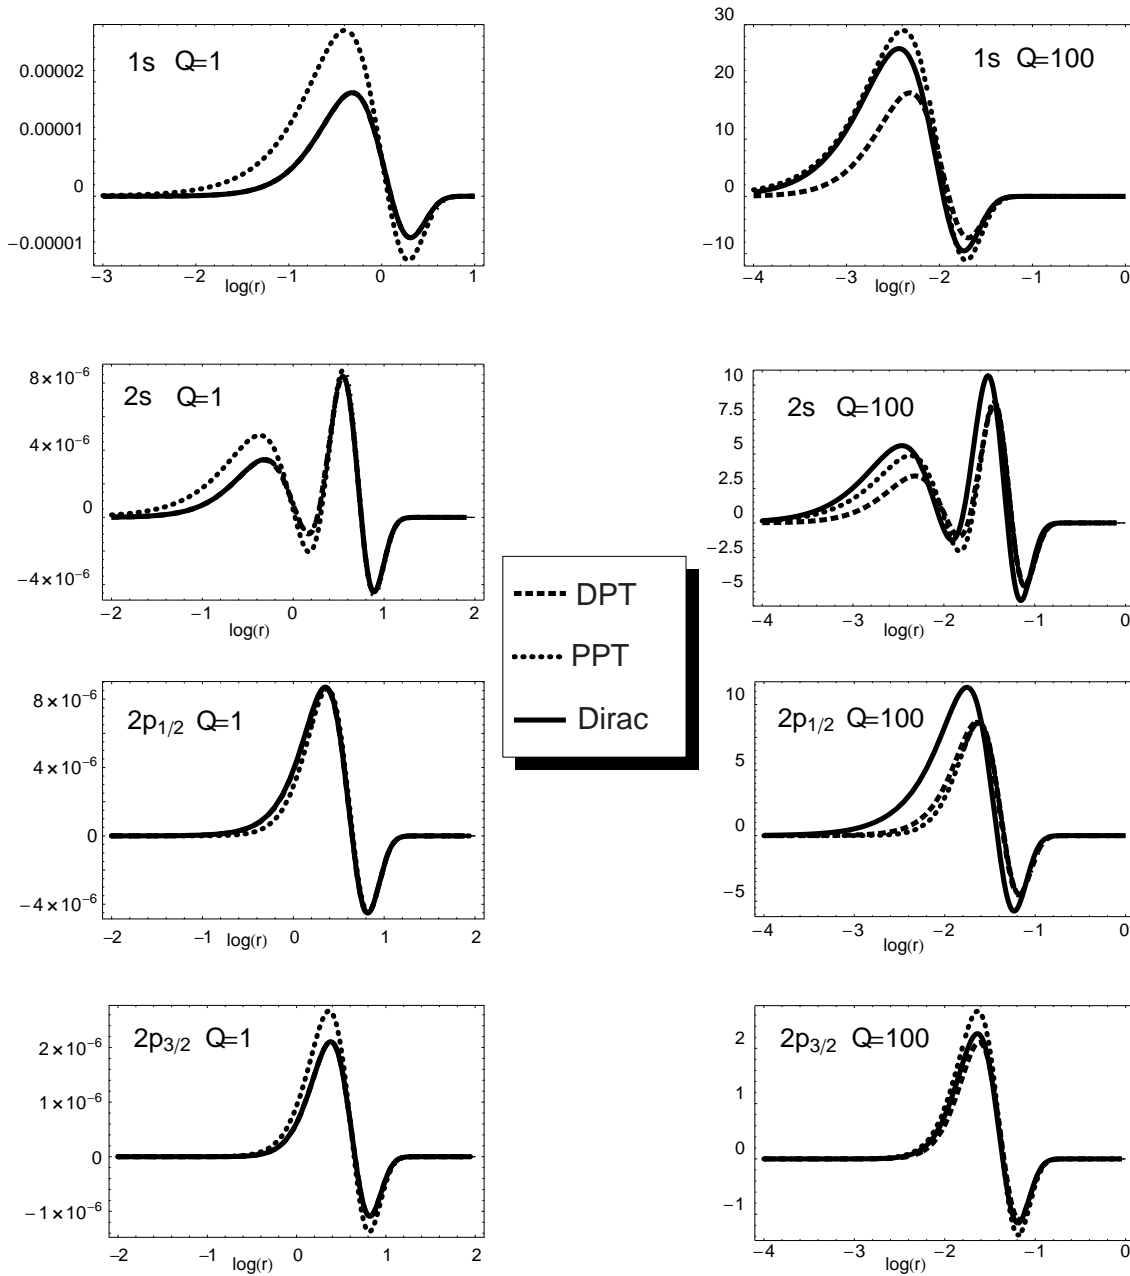 1s Q=1
0.00002
0.00001
0
−0.00001
−3 −2 −1 0 1
log(r)
1s Q=100
30
20
10
0
−10
−4 −3 −2 −1 0
log(r)
2s Q=1
8×10⁻⁶
4×10⁻⁶
0
−4×10⁻⁶
−2 −1 0 1 2
log(r)
2s Q=100
10
7.5
5
2.5
0
−2.5
−5
−4 −3 −2 −1 0
log(r)
DPT
PPT
Dirac
2p₁/₂ Q=1
8×10⁻⁶
4×10⁻⁶
0
−4×10⁻⁶
−2 −1 0 1 2
log(r)
2p₁/₂ Q=100
10
5
0
−5
−4 −3 −2 −1 0
log(r)
2p₃/₂ Q=1
2×10⁻⁶
1×10⁻⁶
0
−1×10⁻⁶
−2 −1 0 1 2
log(r)
2p₃/₂ Q=100
2
1
0
−1
−4 −3 −2 −1 0
log(r)